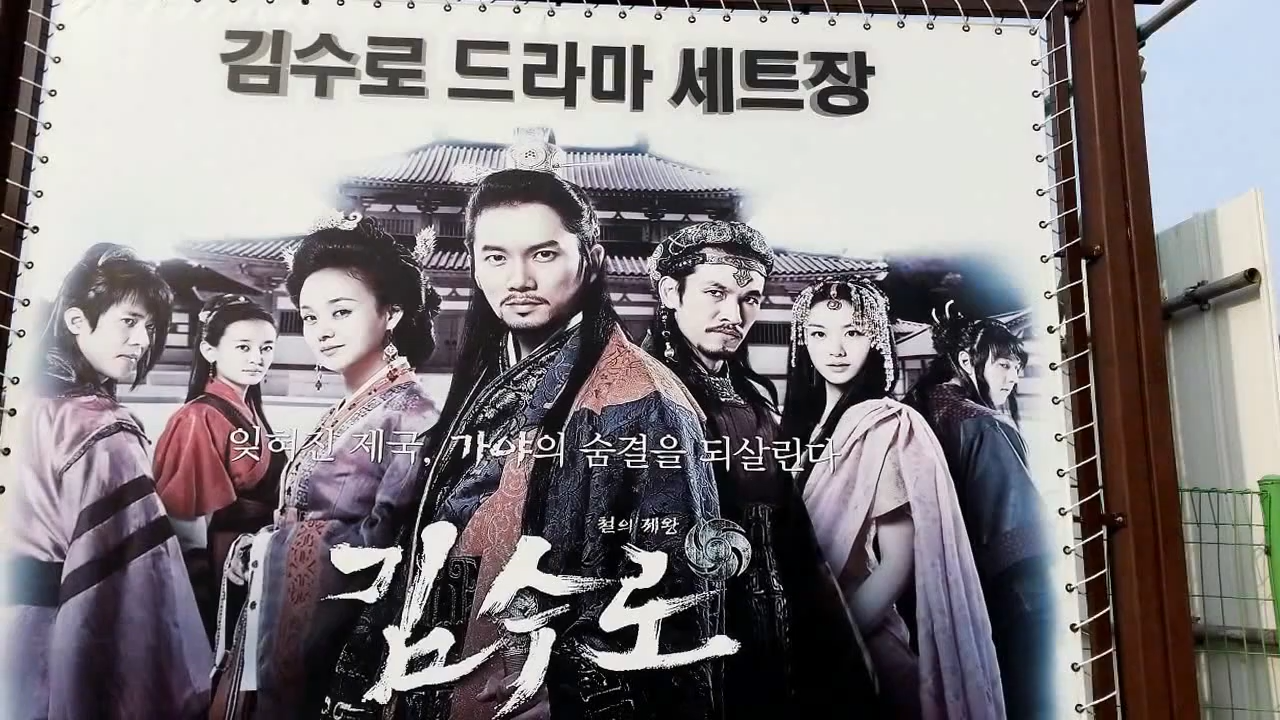 김수로 드라마 세트장
잊혀진 제국, 가야의 숨결을 되살린다
철의 제왕
김수로